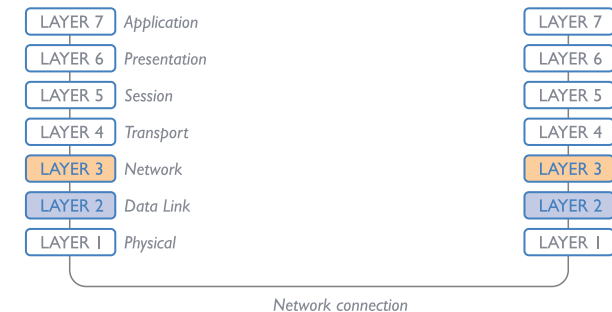 LAYER 7 Application LAYER 7
LAYER 6 Presentation LAYER 6
LAYER 5 Session LAYER 5
LAYER 4 Transport LAYER 4
LAYER 3 Network LAYER 3
LAYER 2 Data Link LAYER 2
LAYER 1 Physical LAYER 1
Network connection